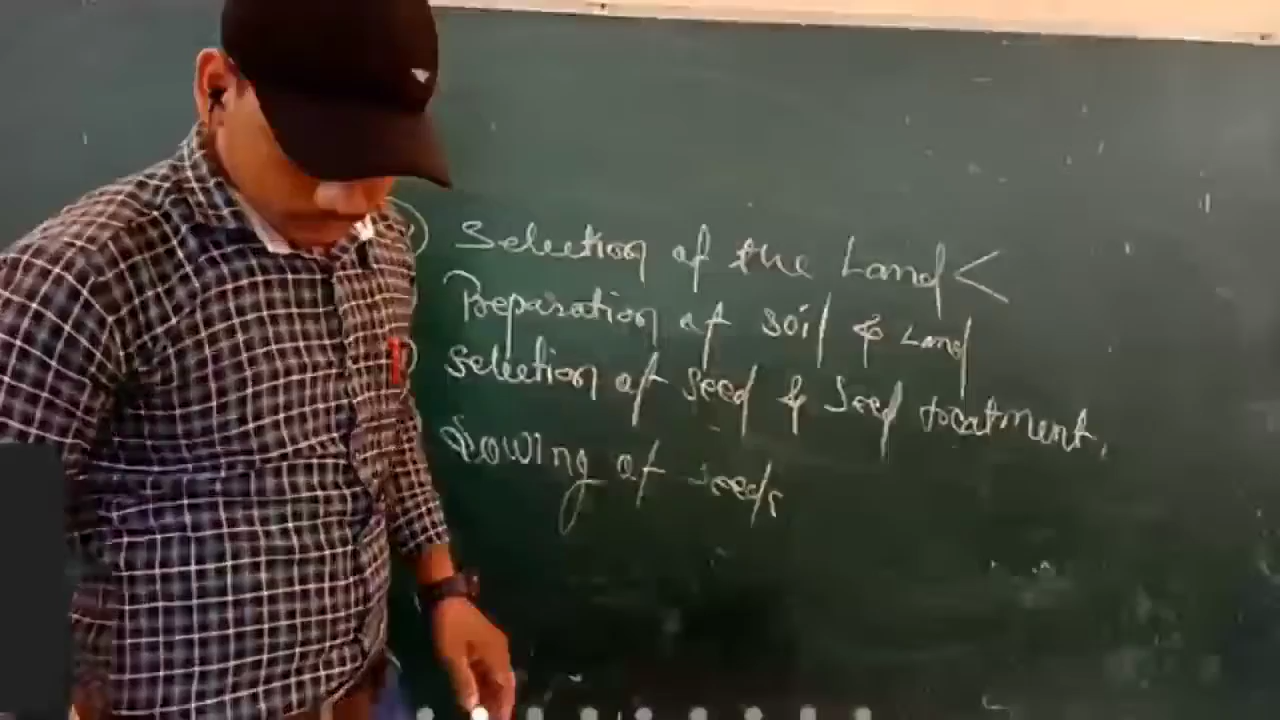 ) Selection of the Land <
Preparation of soil & Land
) Selection of seed & seed treatment,
Sowing of seeds